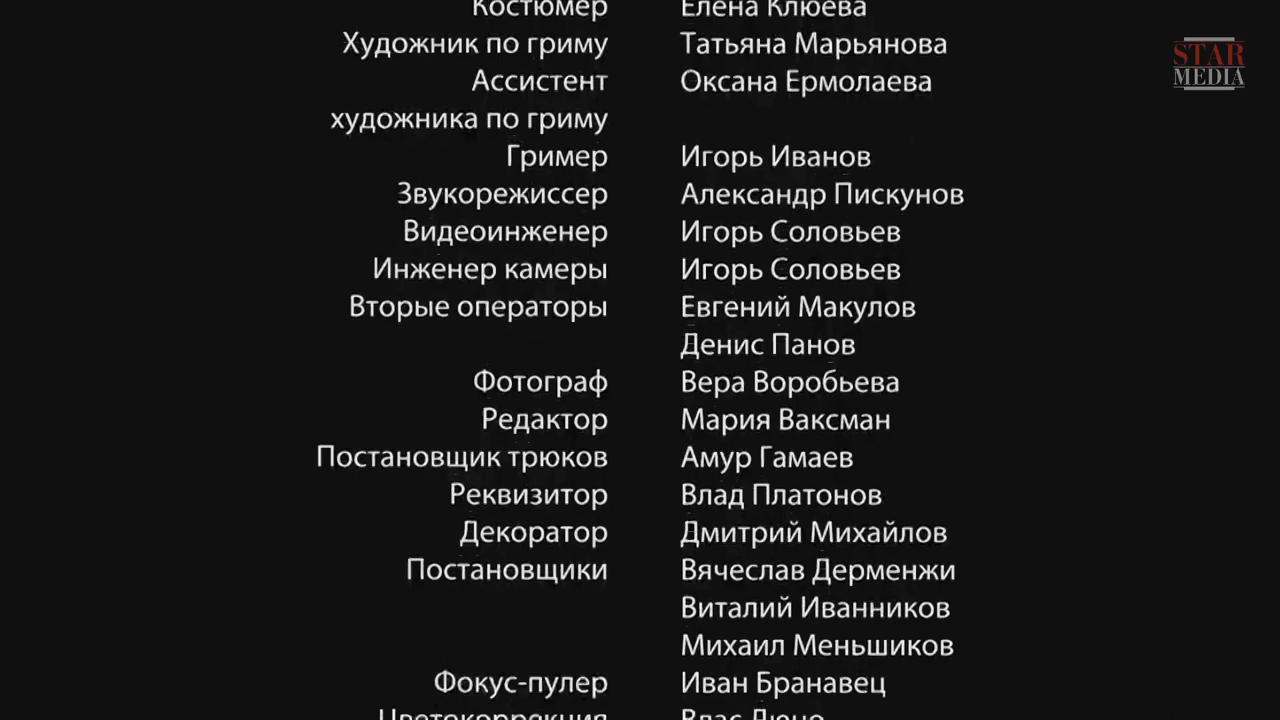 Костюмер Елена Клюева
Художник по гриму Татьяна Марьянова
Ассистент Оксана Ермолаева
художника по гриму
Гример Игорь Иванов
Звукорежиссер Александр Пискунов
Видеоинженер Игорь Соловьев
Инженер камеры Игорь Соловьев
Вторые операторы Евгений Макулов
Денис Панов
Фотограф Вера Воробьева
Редактор Мария Ваксман
Постановщик трюков Амур Гамаев
Реквизитор Влад Платонов
Декоратор Дмитрий Михайлов
Постановщики Вячеслав Дерменжи
Виталий Иванников
Михаил Меньшиков
Фокус-пулер Иван Бранавец
Цветокоррекция Влас
STAR
MEDIA